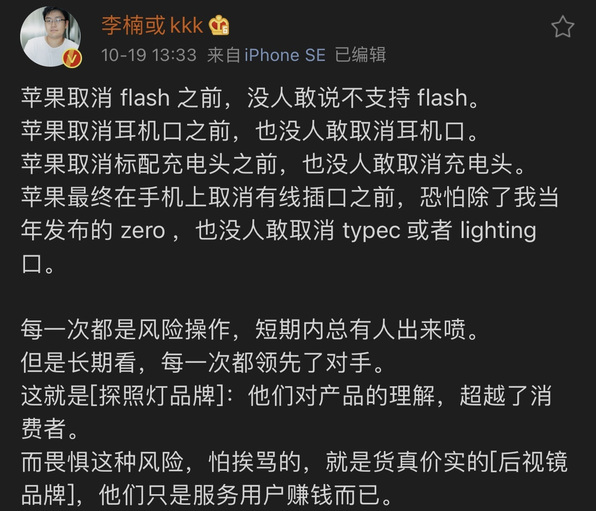 李楠或kkk
10-19 13:33 来自iPhone SE 已编辑
苹果取消 flash 之前，没人敢说不支持 flash。
苹果取消耳机口之前，也没人敢取消耳机口。
苹果取消标配充电头之前，也没人敢取消充电头。
苹果最终在手机上取消有线插口之前，恐怕除了我当
年发布的 zero ，也没人敢取消 typec 或者 lighting
口。
每一次都是风险操作，短期内总有人出来喷。
但是长期看，每一次都领先了对手。
这就是[探照灯品牌]：他们对产品的理解，超越了消
费者。
而畏惧这种风险，怕挨骂的，就是货真价实的[后视镜
品牌]，他们只是服务用户赚钱而已。